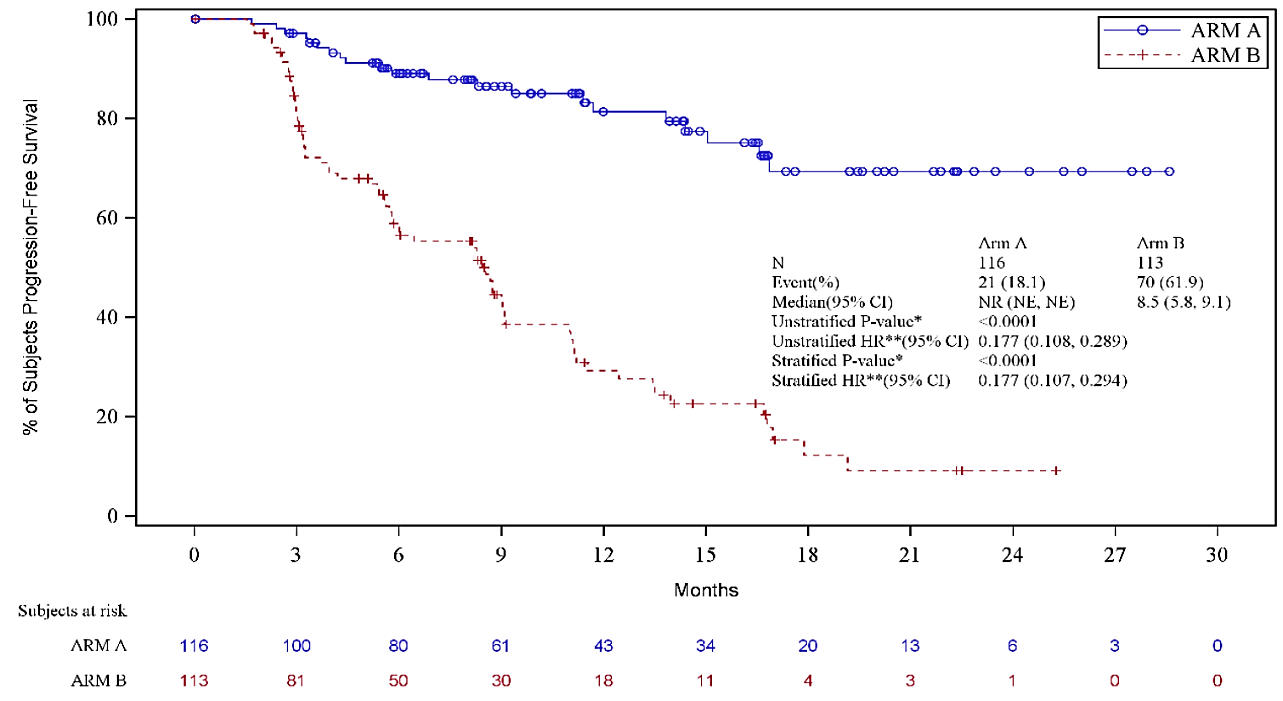 100
80
60
40
20
0
% of Subjects Progression-Free Survival
ARM A
ARM B
Arm A Arm B
N 116 113
Event(%) 21 (18.1) 70 (61.9)
Median(95% CI) NR (NE, NE) 8.5 (5.8, 9.1)
Unstratified P-value* <0.0001
Unstratified HR**(95% CI) 0.177 (0.108, 0.289)
Stratified P-value* <0.0001
Stratified HR**(95% CI) 0.177 (0.107, 0.294)
0 3 6 9 12 15 18 21 24 27 30
Months
Subjects at risk
ARM A 116 100 80 61 43 34 20 13 6 3 0
ARM B 113 81 50 30 18 11 4 3 1 0 0